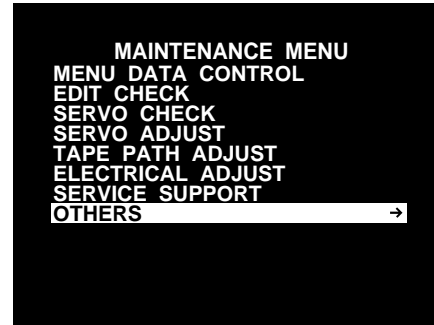 MAINTENANCE MENU
MENU DATA CONTROL
EDIT CHECK
SERVO CHECK
SERVO ADJUST
TAPE PATH ADJUST
ELECTRICAL ADJUST
SERVICE SUPPORT
OTHERS →